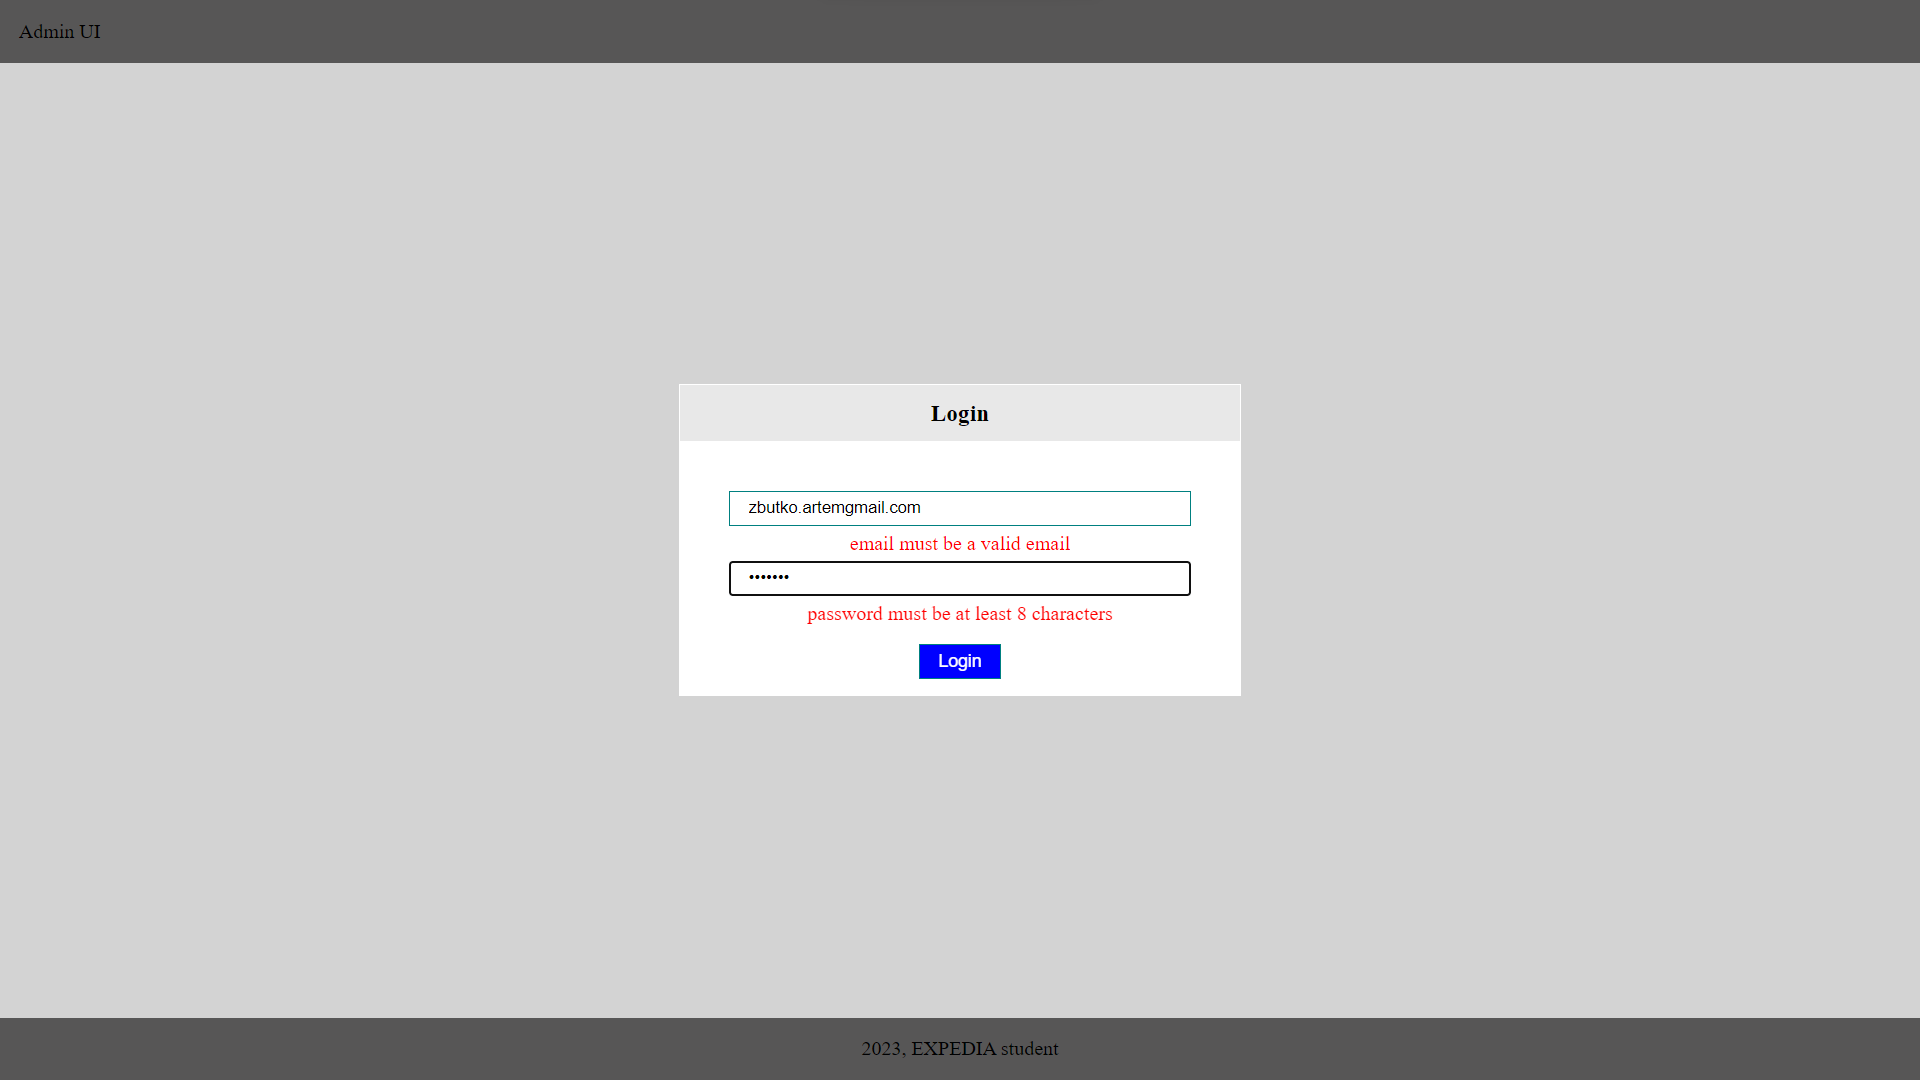 Admin UI
Login
zbutko.artemgmail.com
email must be a valid email
•••••••
password must be at least 8 characters
Login
2023, EXPEDIA student